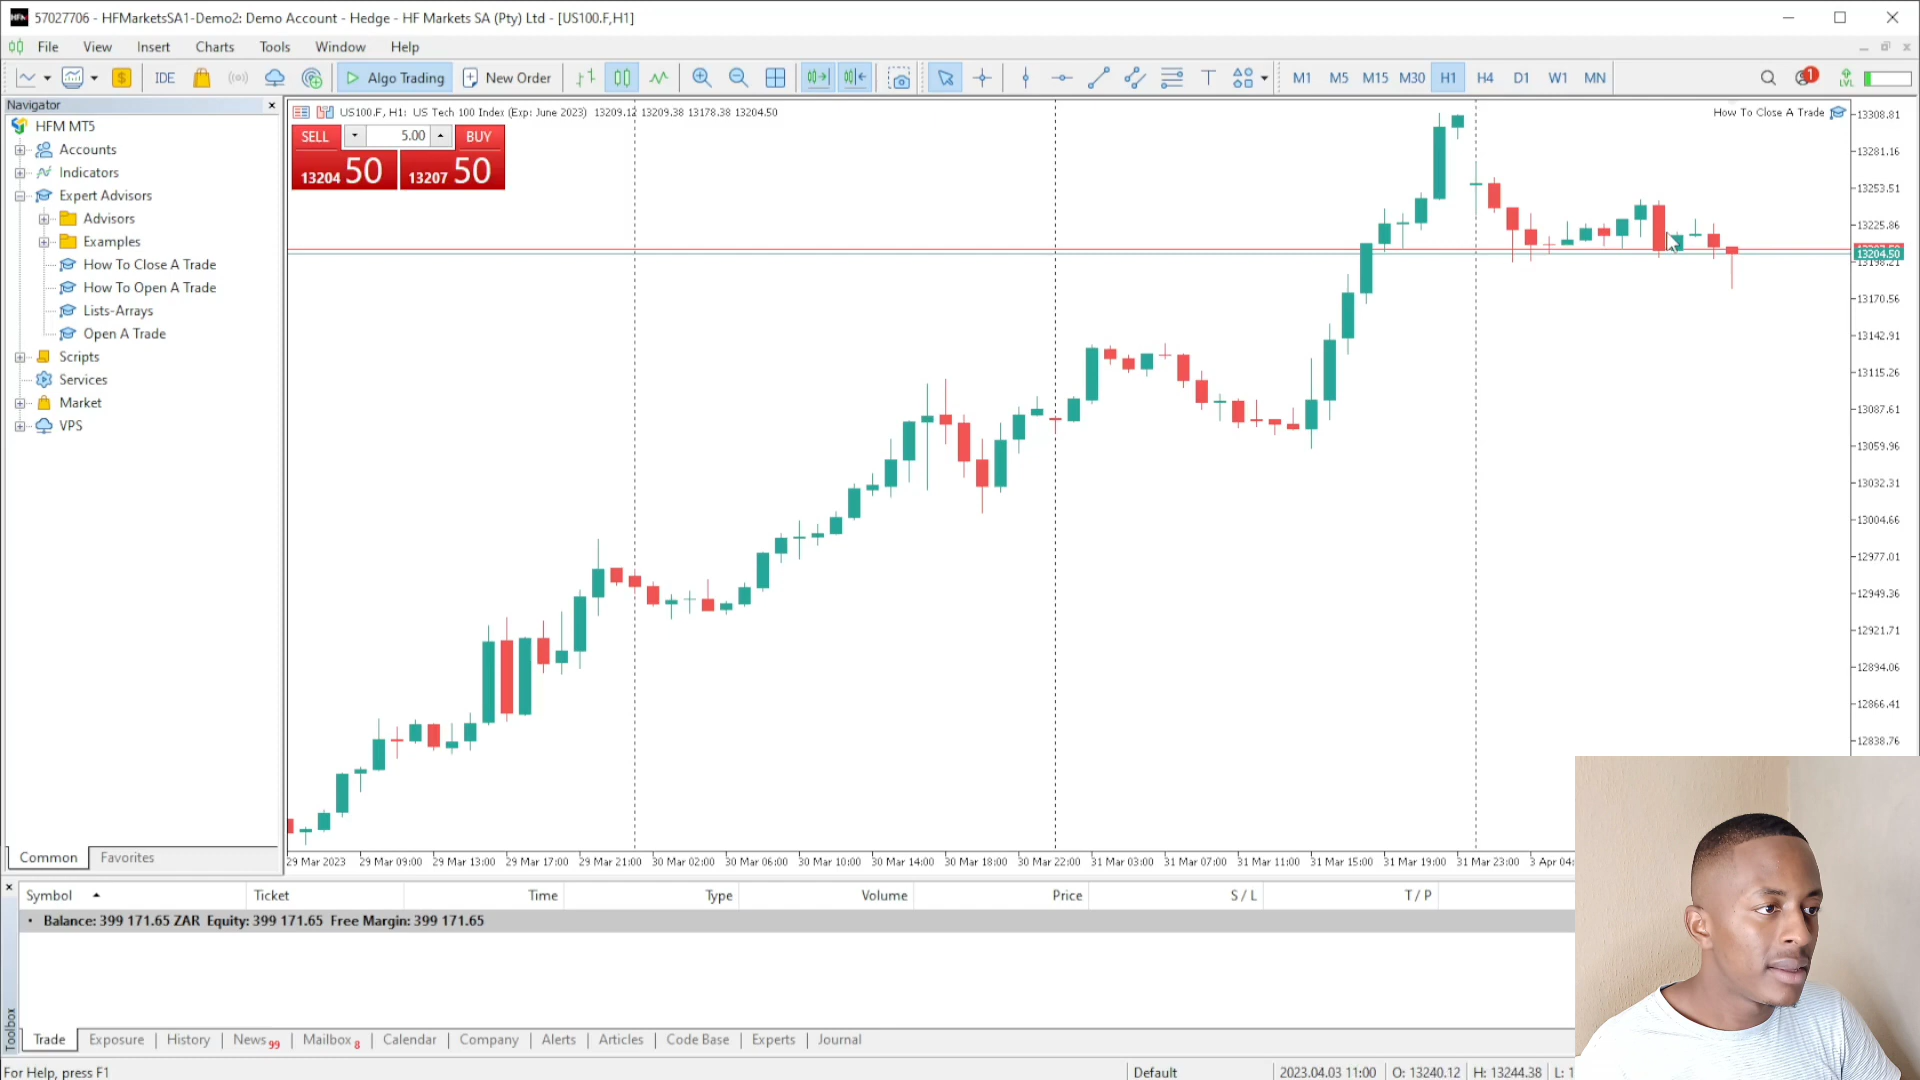 57027706 - HFMarketsSA1-Demo2: Demo Account - Hedge - HF Markets SA (Pty) Ltd - [US100.F,H1]
File View Insert Charts Tools Window Help
IDE Algo Trading New Order M1 M5 M15 M30 H1 H4 D1 W1 MN 1
Navigator
HFM MT5
Accounts
Indicators
Expert Advisors
Advisors
Examples
How To Close A Trade
How To Open A Trade
Lists-Arrays
Open A Trade
Scripts
Services
Market
VPS
Common Favorites
US100.F, H1: US Tech 100 Index (Exp: June 2023) 13209.12 13209.38 13178.38 13204.50
How To Close A Trade
SELL 5.00 BUY
13204 50 13207 50
13308.81
13281.16
13253.51
13225.86
13204.50
13198.21
13170.56
13142.91
13115.26
13087.61
13059.96
13032.31
13004.66
12977.01
12949.36
12921.71
12894.06
12866.41
12838.76
29 Mar 2023 29 Mar 09:00 29 Mar 13:00 29 Mar 17:00 29 Mar 21:00 30 Mar 02:00 30 Mar 06:00 30 Mar 10:00 30 Mar 14:00 30 Mar 18:00 30 Mar 22:00 31 Mar 03:00 31 Mar 07:00 31 Mar 11:00 31 Mar 15:00 31 Mar 19:00 31 Mar 23:00 3 Apr 04:
Symbol Ticket Time Type Volume Price S / L T / P
Balance: 399 171.65 ZAR Equity: 399 171.65 Free Margin: 399 171.65
Toolbox
Trade Exposure History News 99 Mailbox 8 Calendar Company Alerts Articles Code Base Experts Journal
For Help, press F1 Default 2023.04.03 11:00 O: 13240.12 H: 13244.38 L: 1